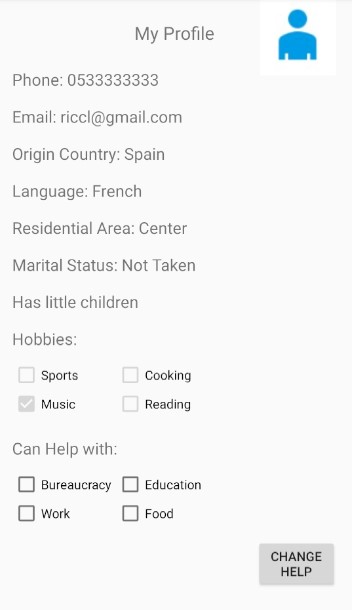 My Profile
Phone: 0533333333
Email: riccl@gmail.com
Origin Country: Spain
Language: French
Residential Area: Center
Marital Status: Not Taken
Has little children
Hobbies:
Sports Cooking
Music Reading
Can Help with:
Bureaucracy Education
Work Food
CHANGE
HELP